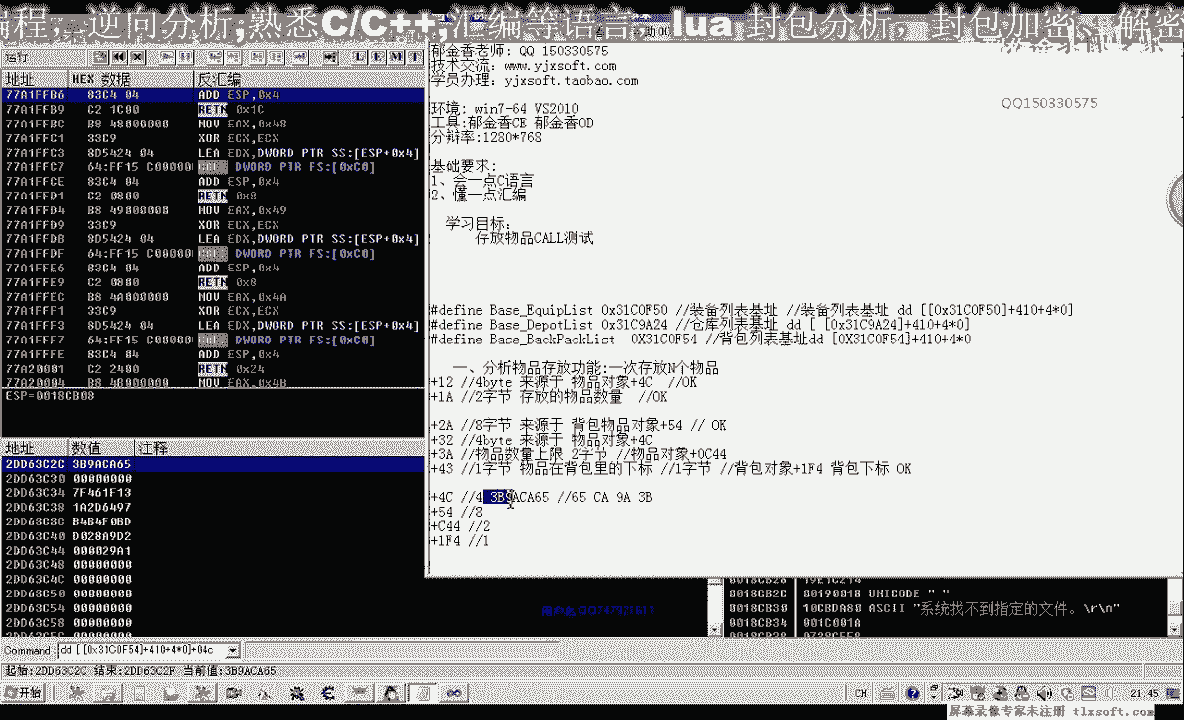 编程，逆向分析;熟悉C/C++,汇编等语言 lua 封包分析，封包加密、解密
运行
L E M T
地址 HEX 数据 反汇编
77A1FFB6 83C4 04 ADD ESP,0x4
77A1FFB9 C2 1C00 RETN 0x1C
77A1FFBC B8 48000000 MOV EAX,0x48
77A1FFC1 33C9 XOR ECX,ECX
77A1FFC3 8D5424 04 LEA EDX,DWORD PTR SS:[ESP+0x4]
77A1FFC7 64:FF15 C00000 CALL DWORD PTR FS:[0xC0]
77A1FFCE 83C4 04 ADD ESP,0x4
77A1FFD1 C2 0800 RETN 0x8
77A1FFD4 B8 49000000 MOV EAX,0x49
77A1FFD9 33C9 XOR ECX,ECX
77A1FFDB 8D5424 04 LEA EDX,DWORD PTR SS:[ESP+0x4]
77A1FFDF 64:FF15 C00000 CALL DWORD PTR FS:[0xC0]
77A1FFE6 83C4 04 ADD ESP,0x4
77A1FFE9 C2 0800 RETN 0x8
77A1FFEC B8 4A000000 MOV EAX,0x4A
77A1FFF1 33C9 XOR ECX,ECX
77A1FFF3 8D5424 04 LEA EDX,DWORD PTR SS:[ESP+0x4]
77A1FFF7 64:FF15 C00000 CALL DWORD PTR FS:[0xC0]
77A1FFFE 83C4 04 ADD ESP,0x4
77A20001 C2 2400 RETN 0x24
77A20004 B8 4B000000 MOV EAX,0x4B
ESP=0018CB08
地址 数值 注释
2DD63C2C 3B9ACA65
2DD63C30 00000000
2DD63C34 7F461F13
2DD63C38 1A2D6497
2DD63C3C B4B4F0BD
2DD63C40 D028A9D2
2DD63C44 000029A1
2DD63C48 00000000
2DD63C4C 00000000
2DD63C50 00000000
2DD63C54 00000000
2DD63C58 00000000
郁金香老师: QQ 150330575
技术交流: www.yjxsoft.com
学员办理: yjxsoft.taobao.com
QQ150330575
环境: win7-64 VS2010
工具:郁金香CE 郁金香OD
分辩率:1280*768
基础要求:
1、会一点C语言
2、懂一点汇编
学习目标:
存放物品CALL测试
#define Base_EquipList 0x31C0F50 //装备列表基址 //装备列表基址 dd [[0x31C0F50]+410+4*0]
#define Base_DepotList 0x31C9A24 //仓库列表基址 dd [ [0x31C9A24]+410+4*0]
#define Base_BackPackList 0X31C0F54 //背包列表基址dd [0X31C0F54]+410+4*0
一、分析物品存放功能:一次存放N个物品
+12 //4byte 来源于 物品对象+4C //OK
+1A //2字节 存放的物品数量 //OK
+2A //8字节 来源于 背包物品对象+54 // OK
+32 //4byte 来源于 物品对象+4C
+3A //物品数量上限 2字节 //物品对象+0C44
+43 //1字节 物品在背包里的下标 //1字节 //背包对象+1F4 背包下标 OK
+4C //4 3B9ACA65 //65 CA 9A 3B
+54 //8
+C44 //2
+1F4 //1
0018CB2C 00190018 UNICODE " "
0018CB30 10CBDA80 ASCII "系统找不到指定的文件。\r\n"
0018CB34 001C001A
Command: dd [ [0x31C0F54]+410+4*0]+04c
起始:2DD63C2C 结束:2DD63C2F 当前值:3B9ACA65
开始
CH
21:45
屏幕录像专家未注册 tlxsoft.com